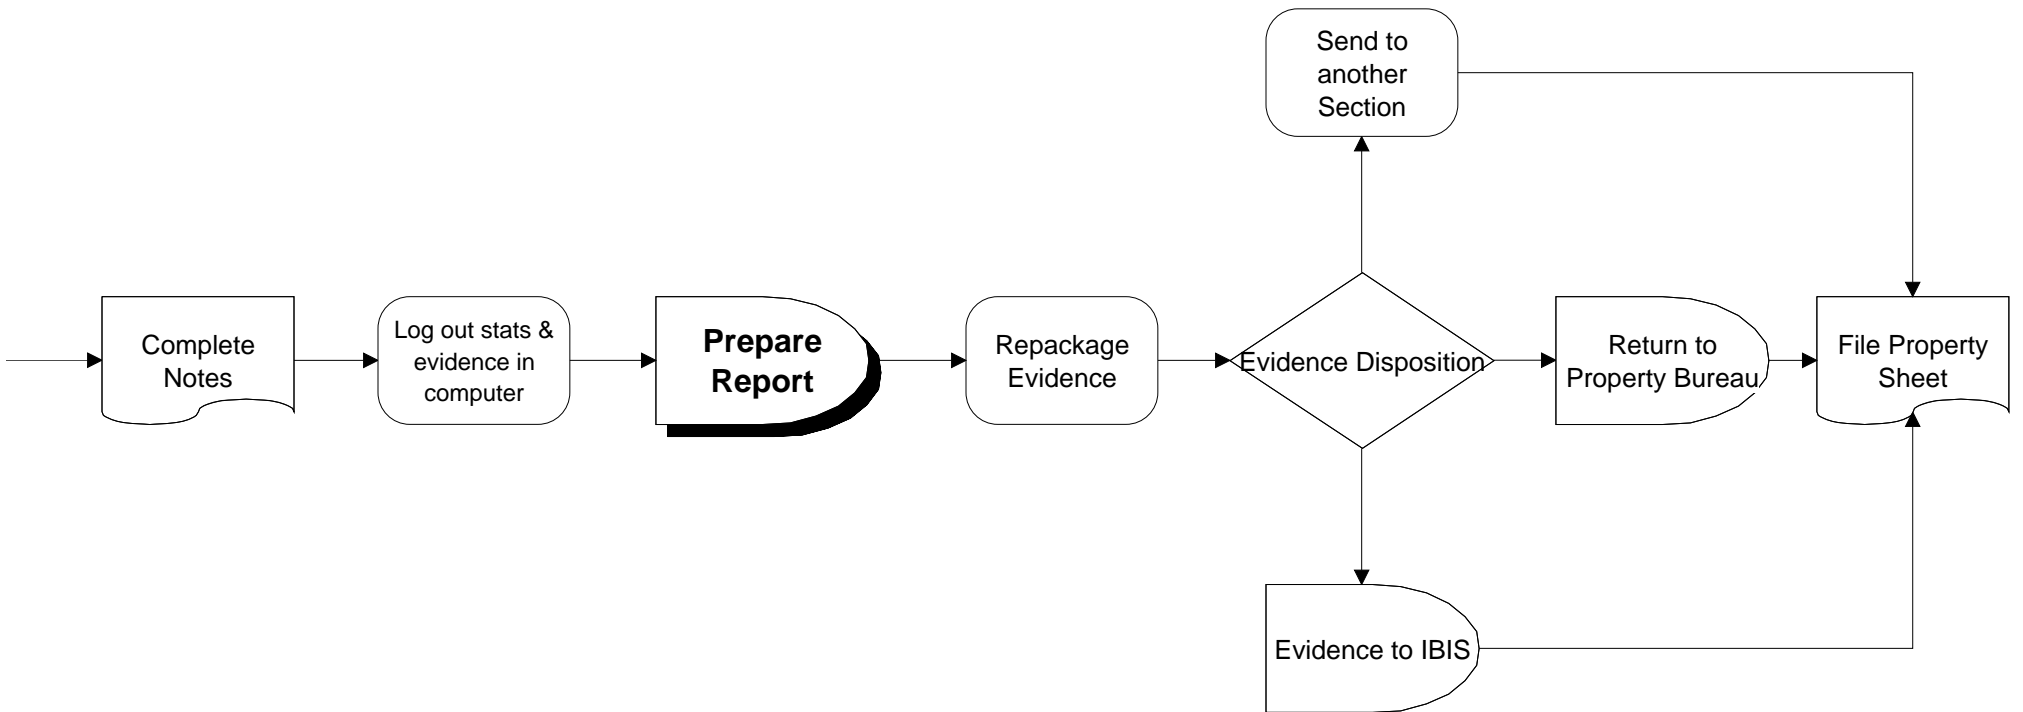 Send to
another
Section
Complete
Notes
Log out stats &
evidence in
computer
Prepare
Report
Repackage
Evidence
Evidence Disposition
Return to
Property Bureau
File Property
Sheet
Evidence to IBIS